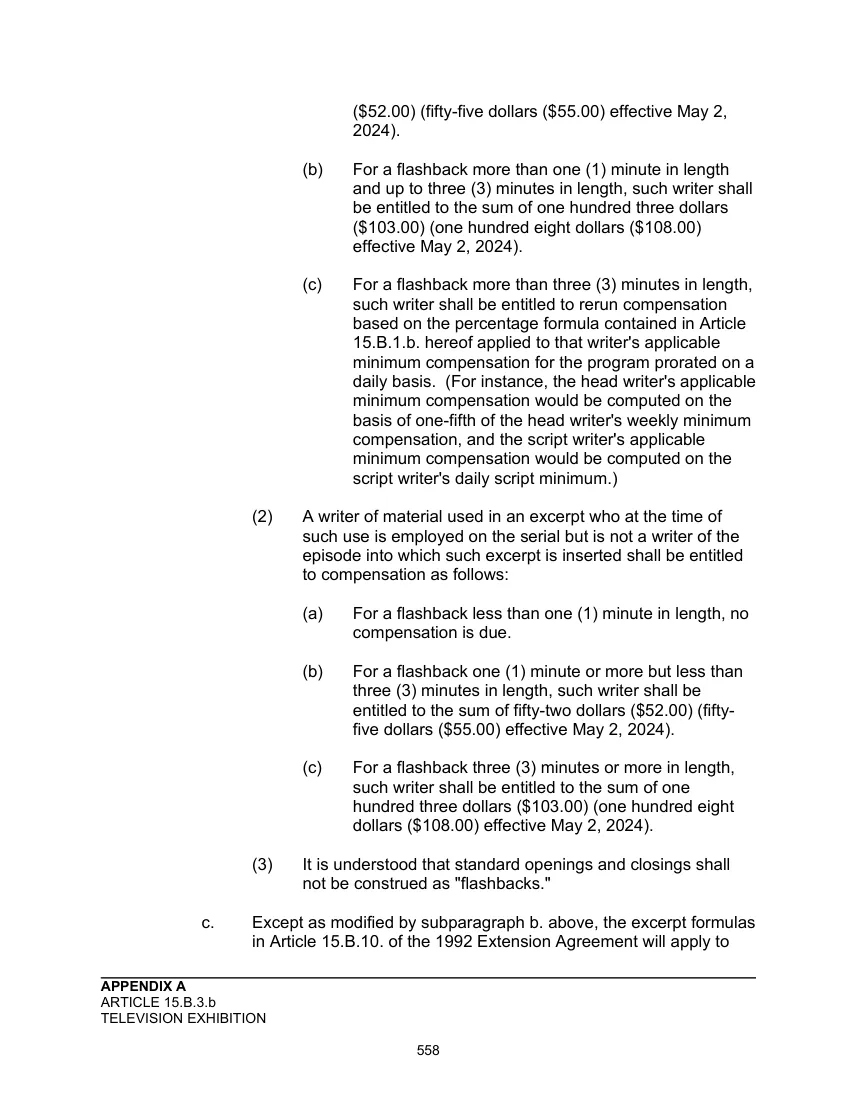 ($52.00) (fifty-five dollars ($55.00) effective May 2,
2024).
(b) For a flashback more than one (1) minute in length
and up to three (3) minutes in length, such writer shall
be entitled to the sum of one hundred three dollars
($103.00) (one hundred eight dollars ($108.00)
effective May 2, 2024).
(c) For a flashback more than three (3) minutes in length,
such writer shall be entitled to rerun compensation
based on the percentage formula contained in Article
15.B.1.b. hereof applied to that writer's applicable
minimum compensation for the program prorated on a
daily basis. (For instance, the head writer's applicable
minimum compensation would be computed on the
basis of one-fifth of the head writer's weekly minimum
compensation, and the script writer's applicable
minimum compensation would be computed on the
script writer's daily script minimum.)
(2) A writer of material used in an excerpt who at the time of
such use is employed on the serial but is not a writer of the
episode into which such excerpt is inserted shall be entitled
to compensation as follows:
(a) For a flashback less than one (1) minute in length, no
compensation is due.
(b) For a flashback one (1) minute or more but less than
three (3) minutes in length, such writer shall be
entitled to the sum of fifty-two dollars ($52.00) (fifty-
five dollars ($55.00) effective May 2, 2024).
(c) For a flashback three (3) minutes or more in length,
such writer shall be entitled to the sum of one
hundred three dollars ($103.00) (one hundred eight
dollars ($108.00) effective May 2, 2024).
(3) It is understood that standard openings and closings shall
not be construed as "flashbacks."
c. Except as modified by subparagraph b. above, the excerpt formulas
in Article 15.B.10. of the 1992 Extension Agreement will apply to
APPENDIX A
ARTICLE 15.B.3.b
TELEVISION EXHIBITION
558